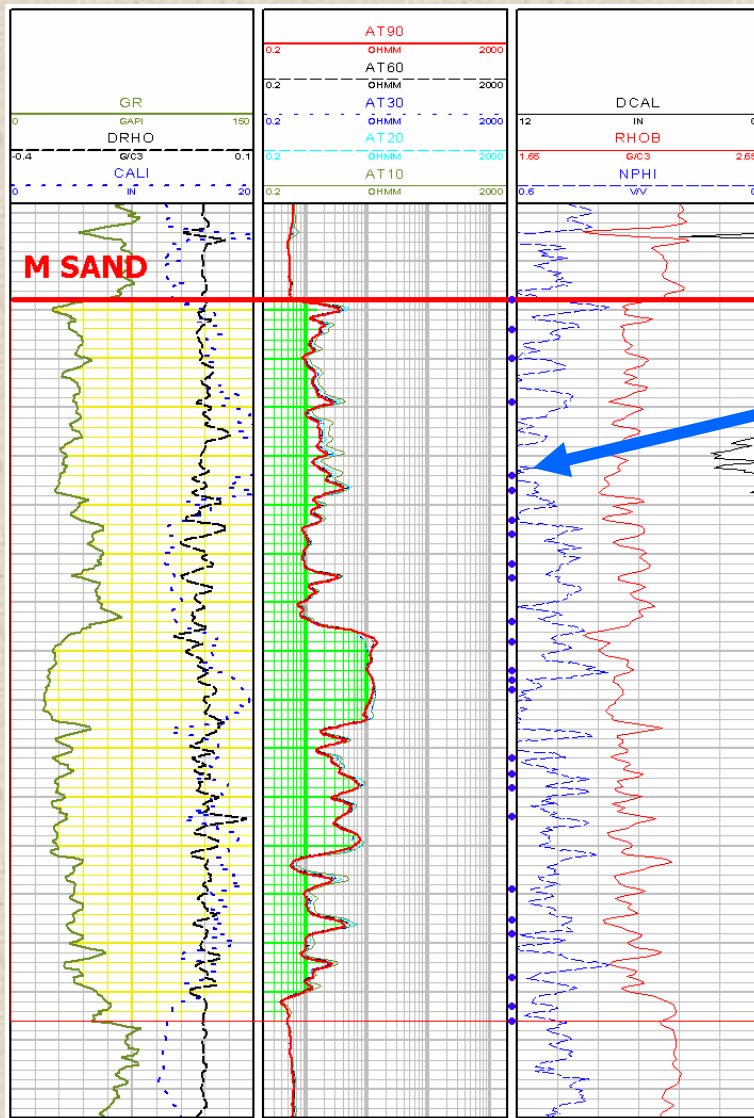 GR
0 GAPI 150
DRHO
-0.4 G/C3 0.1
CALI
0 IN 20
AT90
0.2 OHMM 2000
AT60
0.2 OHMM 2000
AT30
0.2 OHMM 2000
AT20
0.2 OHMM 2000
AT10
0.2 OHMM 2000
DCAL
12 IN
RHOB
1.65 G/C3
NPHI
0.6 V/V
M SAND